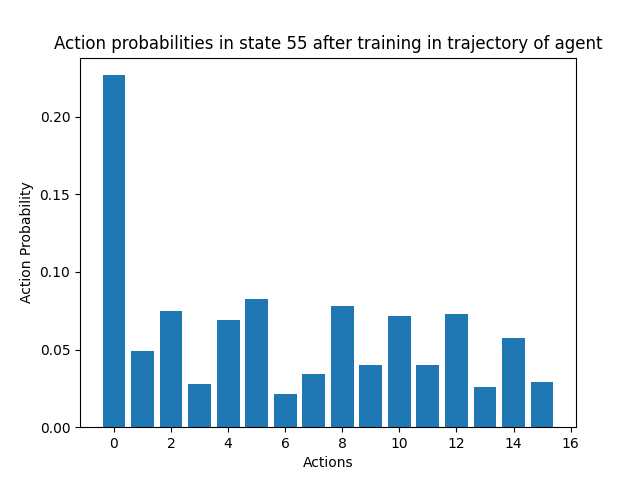 Action probabilities in state 55 after training in trajectory of agent
0.20
0.15
0.10
0.05
0.00
Action Probability
0 2 4 6 8 10 12 14 16
Actions